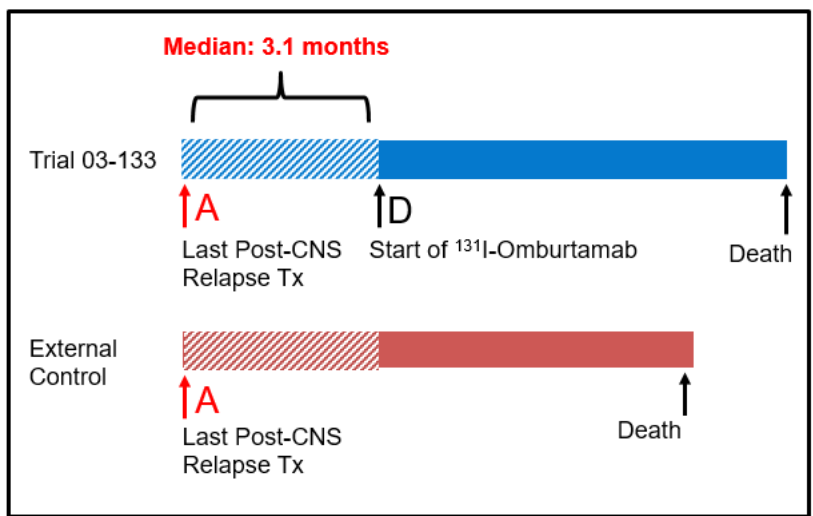 Median: 3.1 months
Trial 03-133
A
D
Last Post-CNS
Relapse Tx
Start of ¹³¹I-Omburtamab
Death
External
Control
A
Last Post-CNS
Relapse Tx
Death